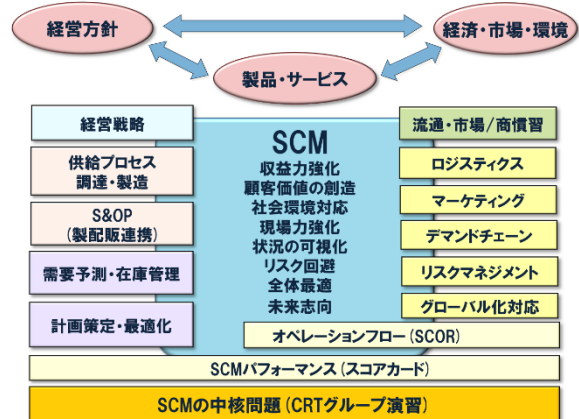 経営方針
経済・市場・環境
製品・サービス
経営戦略
供給プロセス
調達・製造
S&OP
(製配販連携)
需要予測・在庫管理
計画策定・最適化
SCM
収益力強化
顧客価値の創造
社会環境対応
現場力強化
状況の可視化
リスク回避
全体最適
未来志向
流通・市場/商慣習
ロジスティクス
マーケティング
デマンドチェーン
リスクマネジメント
グローバル化対応
オペレーションフロー(SCOR)
SCMパフォーマンス(スコアカード)
SCMの中核問題(CRTグループ演習)